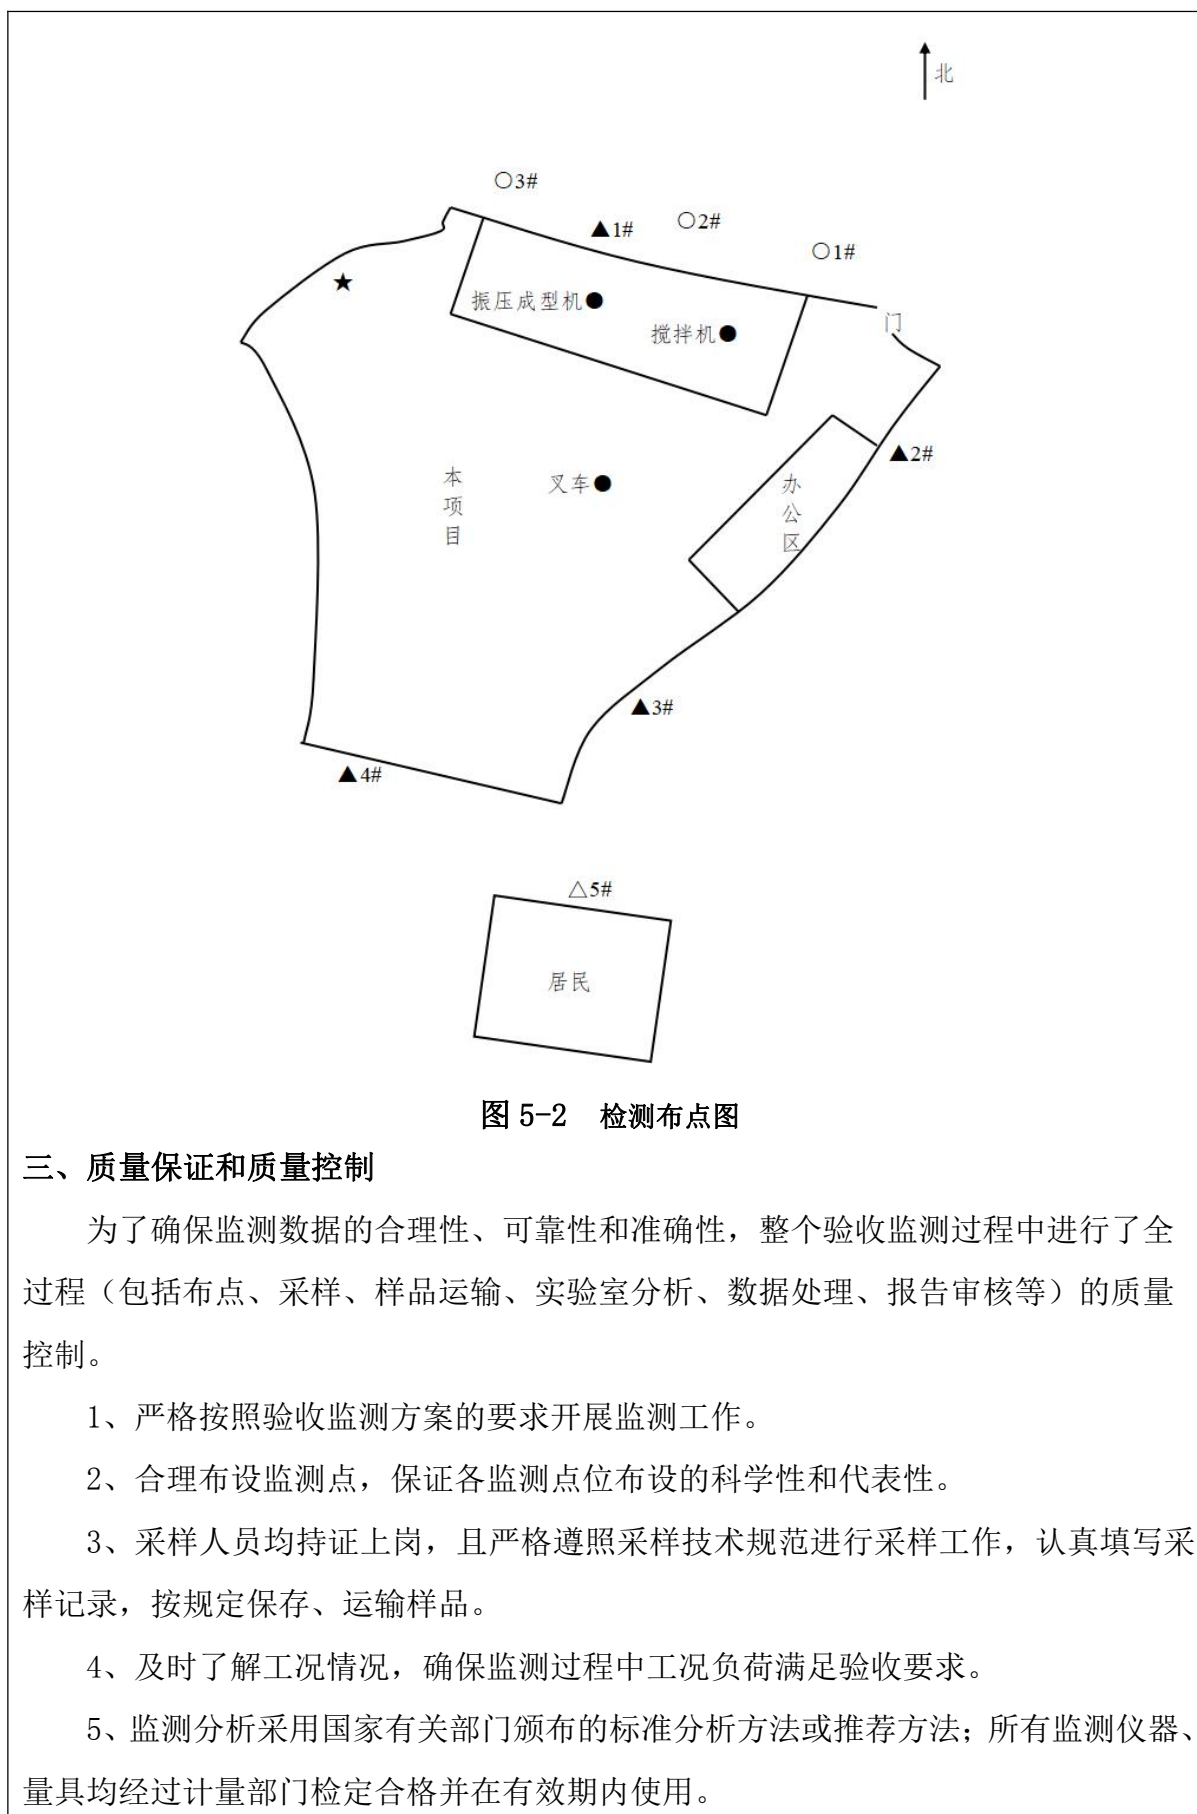 北
○3#
▲1#
○2#
○1#
★
振压成型机●
搅拌机●
门
▲2#
本项目
叉车●
办公区
▲3#
▲4#
△5#
居民
图 5-2 检测布点图
三、质量保证和质量控制
为了确保监测数据的合理性、可靠性和准确性，整个验收监测过程中进行了全
过程（包括布点、采样、样品运输、实验室分析、数据处理、报告审核等）的质量
控制。
1、严格按照验收监测方案的要求开展监测工作。
2、合理布设监测点，保证各监测点位布设的科学性和代表性。
3、采样人员均持证上岗，且严格遵照采样技术规范进行采样工作，认真填写采
样记录，按规定保存、运输样品。
4、及时了解工况情况，确保监测过程中工况负荷满足验收要求。
5、监测分析采用国家有关部门颁布的标准分析方法或推荐方法；所有监测仪器、
量具均经过计量部门检定合格并在有效期内使用。